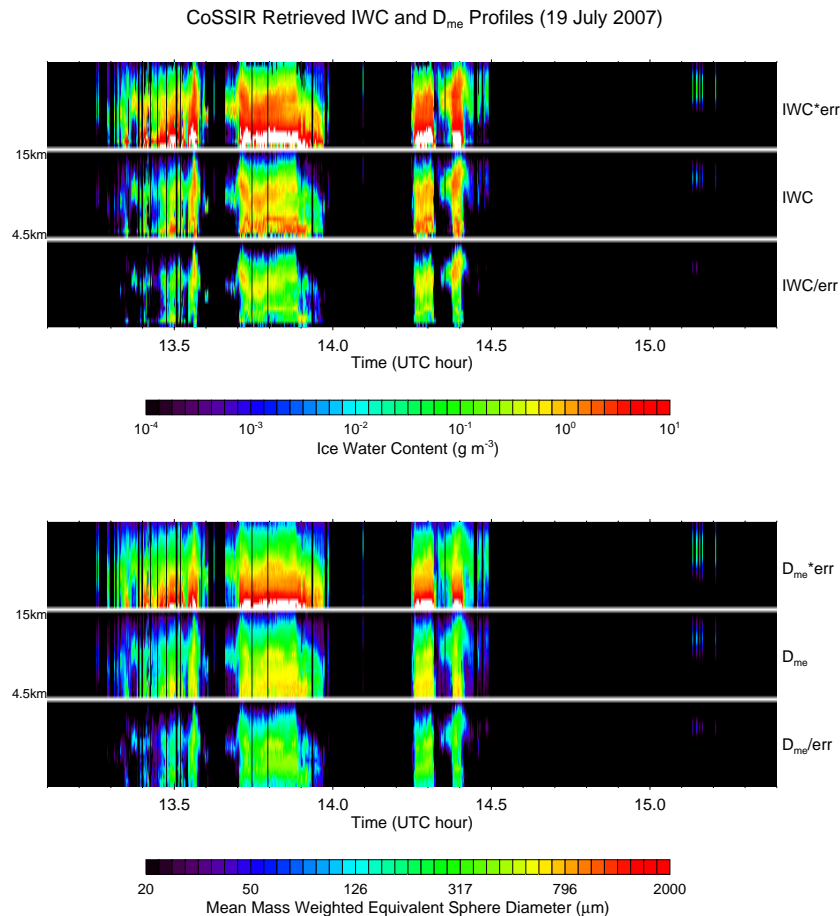 CoSSIR Retrieved IWC and Dme Profiles (19 July 2007)
IWC*err
15km
IWC
4.5km
IWC/err
13.5 14.0 14.5 15.0
Time (UTC hour)
10-4 10-3 10-2 10-1 100 101
Ice Water Content (g m-3)
Dme*err
15km
Dme
4.5km
Dme/err
13.5 14.0 14.5 15.0
Time (UTC hour)
20 50 126 317 796 2000
Mean Mass Weighted Equivalent Sphere Diameter (μm)